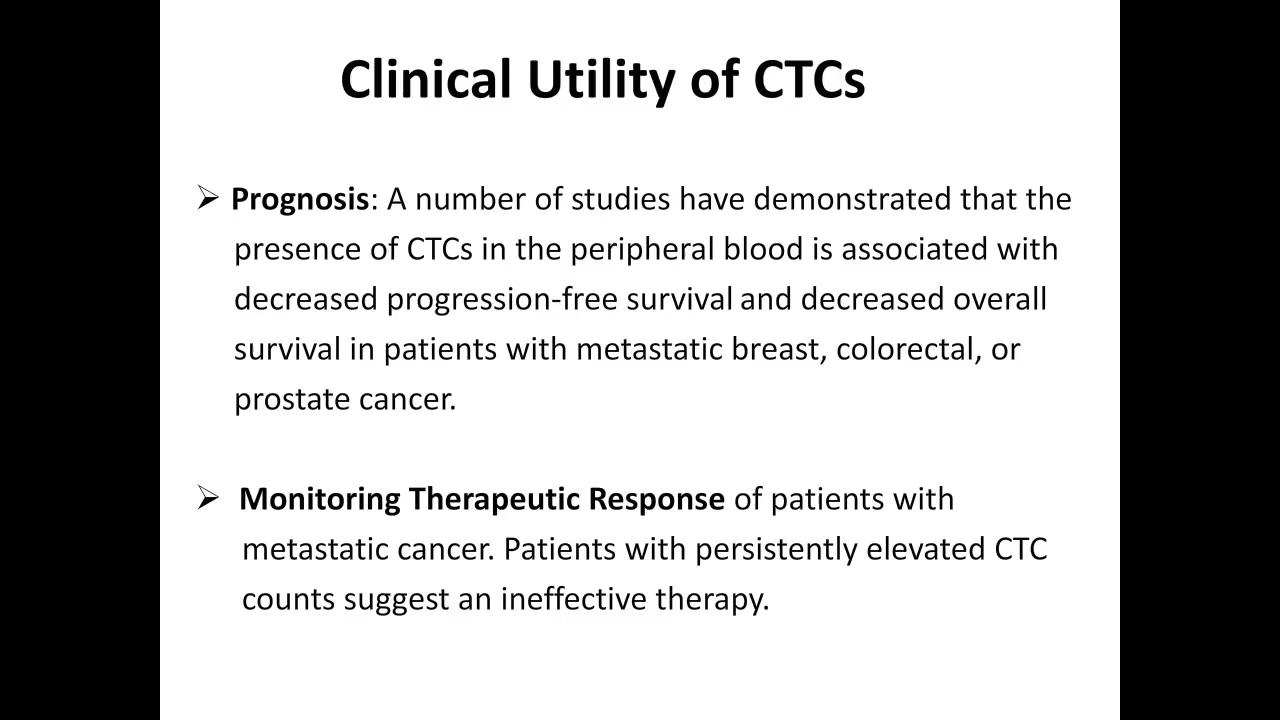 Clinical Utility of CTCs
➢ Prognosis: A number of studies have demonstrated that the
presence of CTCs in the peripheral blood is associated with
decreased progression-free survival and decreased overall
survival in patients with metastatic breast, colorectal, or
prostate cancer.
➢ Monitoring Therapeutic Response of patients with
metastatic cancer. Patients with persistently elevated CTC
counts suggest an ineffective therapy.